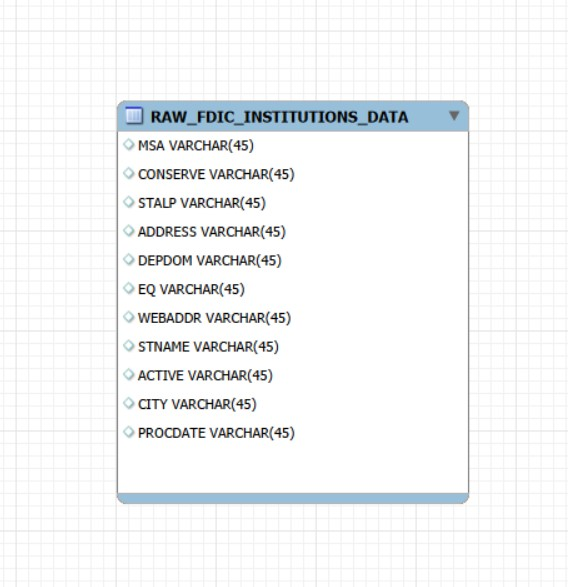 RAW_FDIC_INSTITUTIONS_DATA
MSA VARCHAR(45)
CONSERVE VARCHAR(45)
STALP VARCHAR(45)
ADDRESS VARCHAR(45)
DEPDOM VARCHAR(45)
EQ VARCHAR(45)
WEBADDR VARCHAR(45)
STNAME VARCHAR(45)
ACTIVE VARCHAR(45)
CITY VARCHAR(45)
PROCDATE VARCHAR(45)